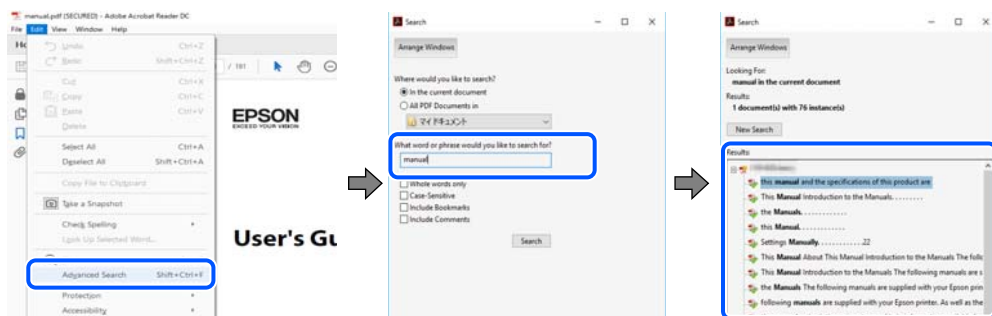 manual.pdf (SECURED) - Adobe Acrobat Reader DC
File Edit View Window Help
Undo Ctrl+Z
Redo Shift+Ctrl+Z
Cut Ctrl+X
Copy Ctrl+C
Paste Ctrl+V
Delete
Select All Ctrl+A
Deselect All Shift+Ctrl+A
Copy File to Clipboard
Take a Snapshot
Check Spelling
Look Up Selected Word...
Advanced Search Shift+Ctrl+F
Protection
Accessibility
/ 191
EPSON
EXCEED YOUR VISION
User's Gu
Search
Arrange Windows
Where would you like to search?
In the current document
All PDF Documents in
マイ ドキュメント
What word or phrase would you like to search for?
manual
Whole words only
Case-Sensitive
Include Bookmarks
Include Comments
Search
Search
Arrange Windows
Looking For:
manual in the current document
Results:
1 document(s) with 76 instance(s)
New Search
Results:
this manual and the specifications of this product are
This Manual Introduction to the Manuals. . . . . . . . .
the Manuals. . . . . . . . . . . . .
this Manual. . . . . . . . . . . . .
Settings Manually. . . . . . . . . . . . .22
This Manual About This Manual Introduction to the Manuals The follo
This Manual Introduction to the Manuals The following manuals are s
the Manuals The following manuals are supplied with your Epson prin
following manuals are supplied with your Epson printer. As well as the